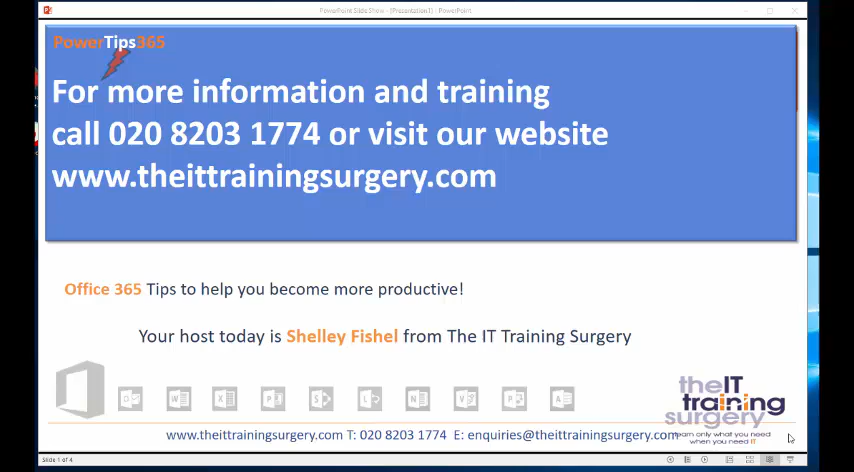 PowerPoint Slide Show - [Presentation1] - PowerPoint
PowerTips365
For more information and training
call 020 8203 1774 or visit our website
www.theittrainingsurgery.com
Office 365 Tips to help you become more productive!
Your host today is Shelley Fishel from The IT Training Surgery
the IT
training
surgery
learn only what you need
when you need IT
www.theittrainingsurgery.com T: 020 8203 1774 E: enquiries@theittrainingsurgery.com
Slide 1 of 4